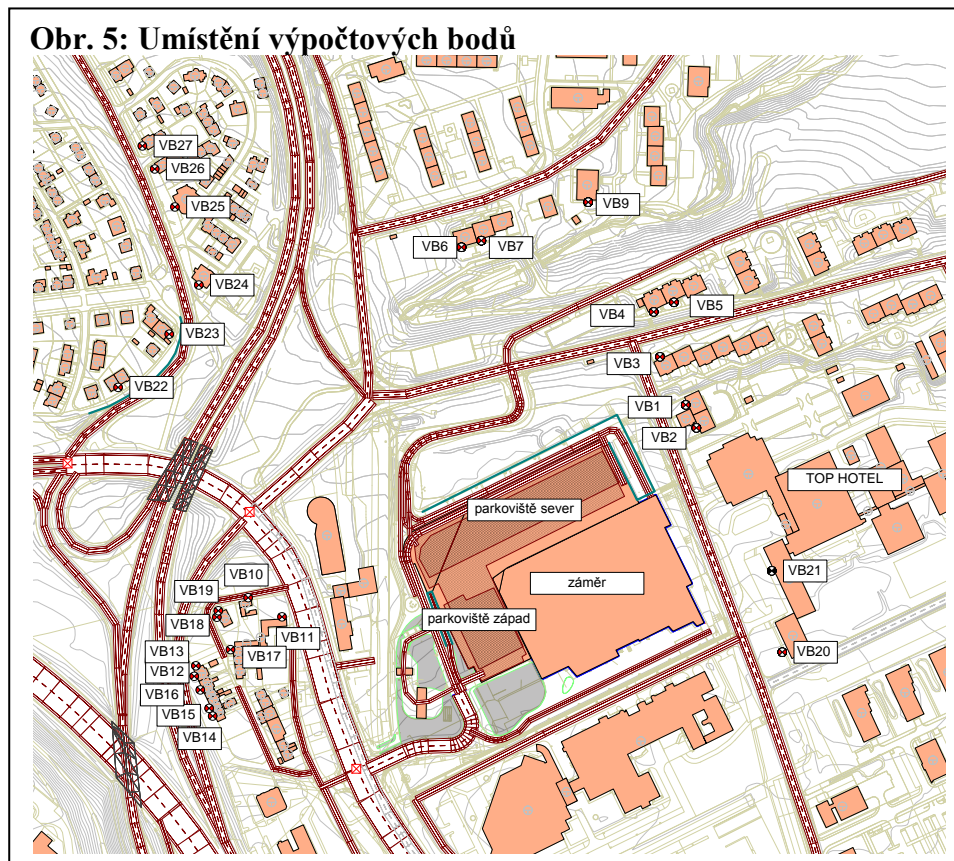 Obr. 5: Umístění výpočtových bodů
VB27
VB26
VB25
VB9
VB6
VB7
VB24
VB5
VB4
VB23
VB3
VB22
VB1
VB2
TOP HOTEL
parkoviště sever
VB21
VB10
záměr
VB19
VB18
parkoviště západ
VB11
VB17
VB13
VB20
VB12
VB16
VB15
VB14